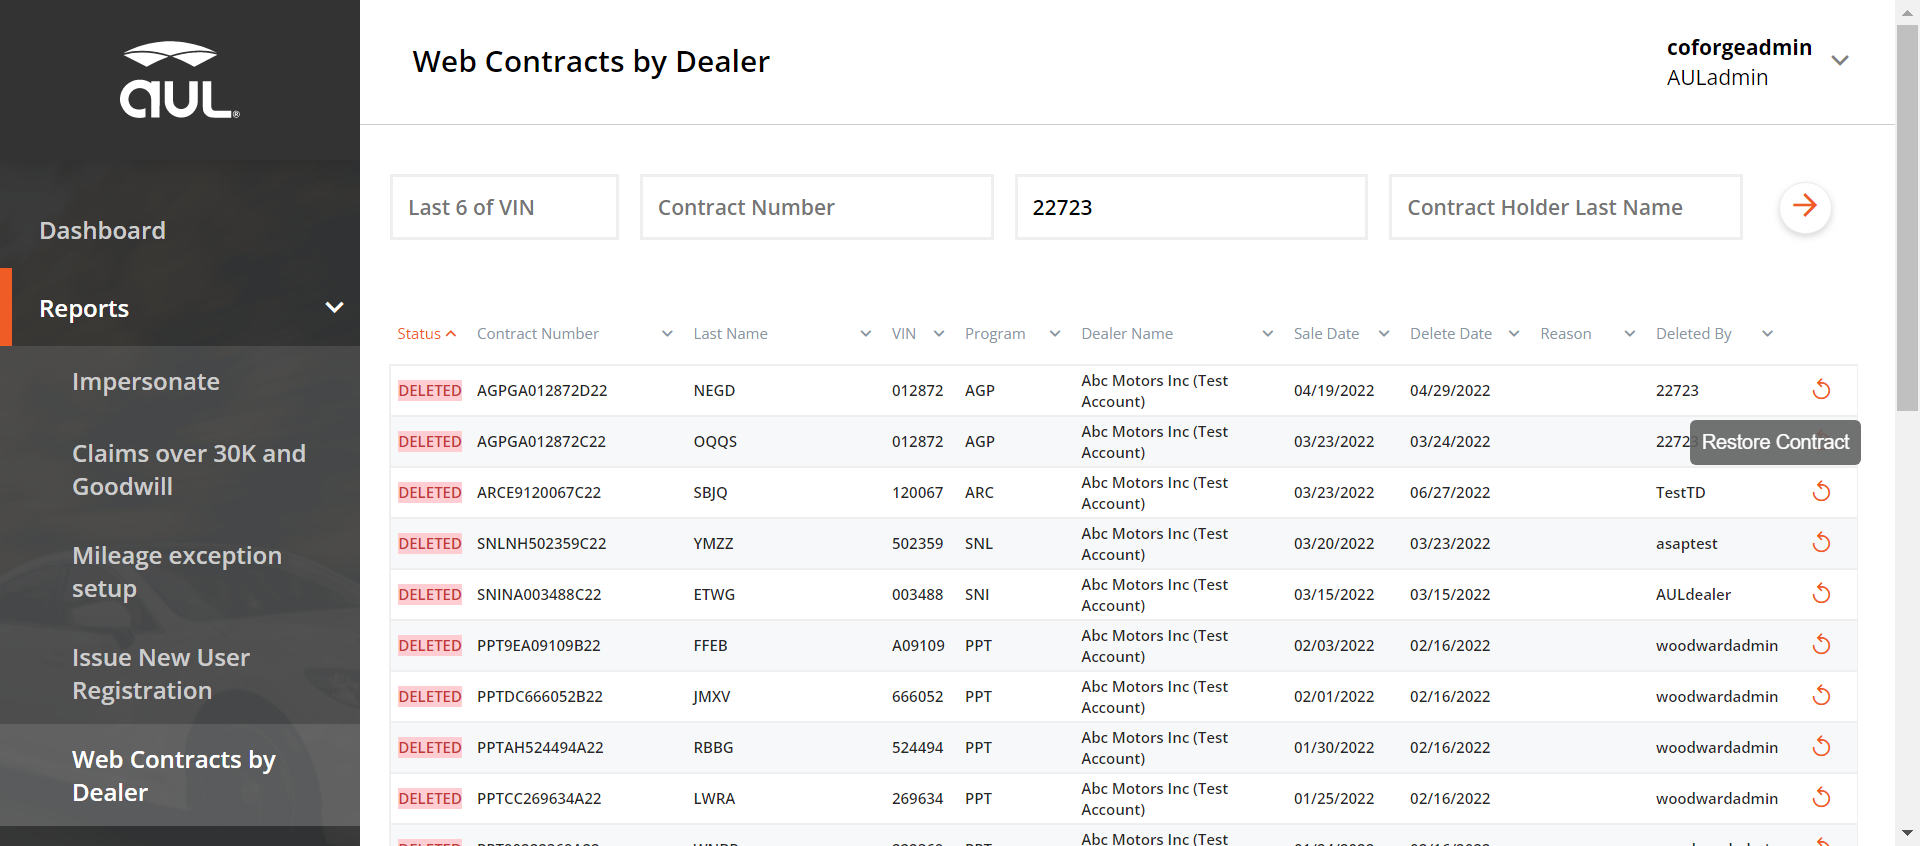 aUL®
Web Contracts by Dealer
coforgeadmin
AULadmin
Dashboard
Reports
Impersonate
Claims over 30K and
Goodwill
Mileage exception
setup
Issue New User
Registration
Web Contracts by
Dealer
Last 6 of VIN
Contract Number
22723
Contract Holder Last Name
Status Contract Number Last Name VIN Program Dealer Name Sale Date Delete Date Reason Deleted By
DELETED AGPGA012872D22 NEGD 012872 AGP Abc Motors Inc (Test Account) 04/19/2022 04/29/2022 22723
DELETED AGPGA012872C22 OQQS 012872 AGP Abc Motors Inc (Test Account) 03/23/2022 03/24/2022 2272
Restore Contract
DELETED ARCE9120067C22 SBJQ 120067 ARC Abc Motors Inc (Test Account) 03/23/2022 06/27/2022 TestTD
DELETED SNLNH502359C22 YMZZ 502359 SNL Abc Motors Inc (Test Account) 03/20/2022 03/23/2022 asaptest
DELETED SNINA003488C22 ETWG 003488 SNI Abc Motors Inc (Test Account) 03/15/2022 03/15/2022 AULdealer
DELETED PPT9EA09109B22 FFEB A09109 PPT Abc Motors Inc (Test Account) 02/03/2022 02/16/2022 woodwardadmin
DELETED PPTDC666052B22 JMXV 666052 PPT Abc Motors Inc (Test Account) 02/01/2022 02/16/2022 woodwardadmin
DELETED PPTAH524494A22 RBBG 524494 PPT Abc Motors Inc (Test Account) 01/30/2022 02/16/2022 woodwardadmin
DELETED PPTCC269634A22 LWRA 269634 PPT Abc Motors Inc (Test Account) 01/25/2022 02/16/2022 woodwardadmin
Abc Motors Inc (Test